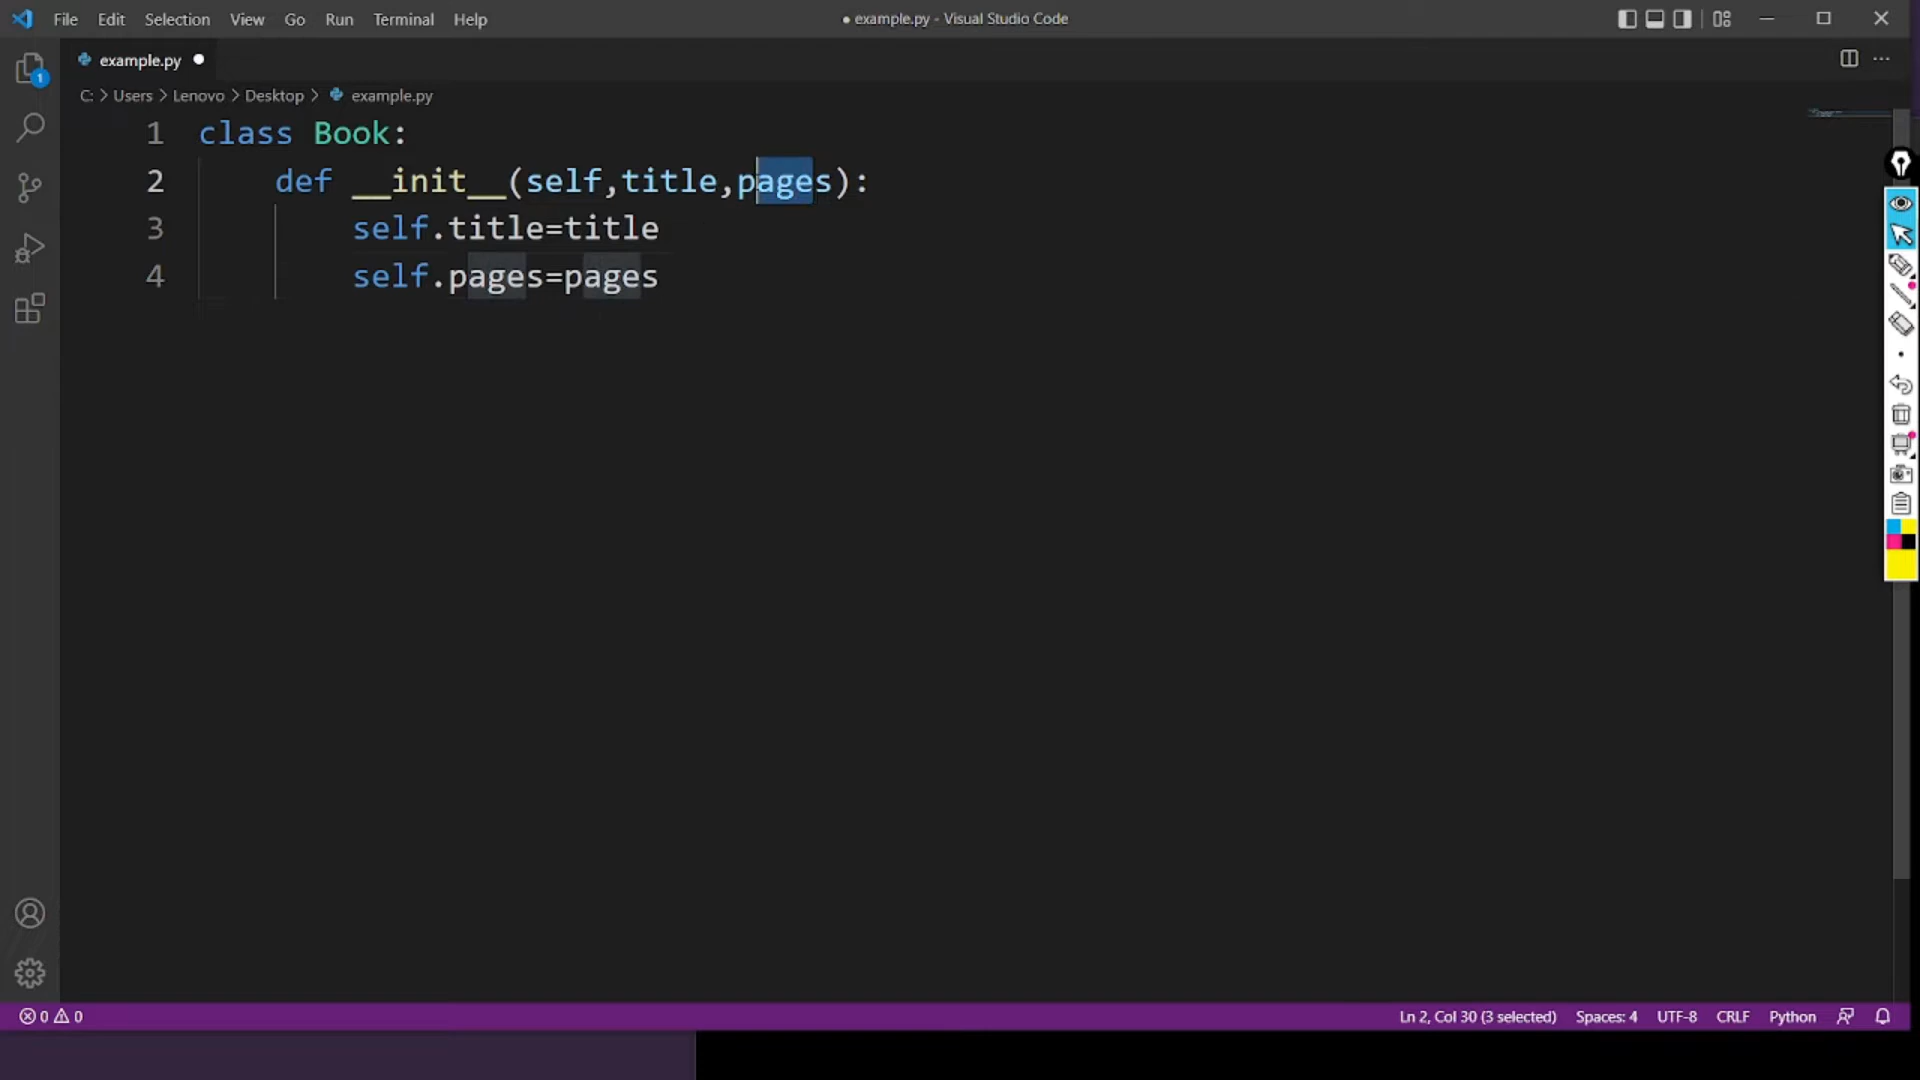 File Edit Selection View Go Run Terminal Help
● example.py - Visual Studio Code
example.py ●
1
C: > Users > Lenovo > Desktop > example.py
1 class Book:
2     def __init__(self,title,pages):
3         self.title=title
4         self.pages=pages
0 0
Ln 2, Col 30 (3 selected) Spaces: 4 UTF-8 CRLF Python